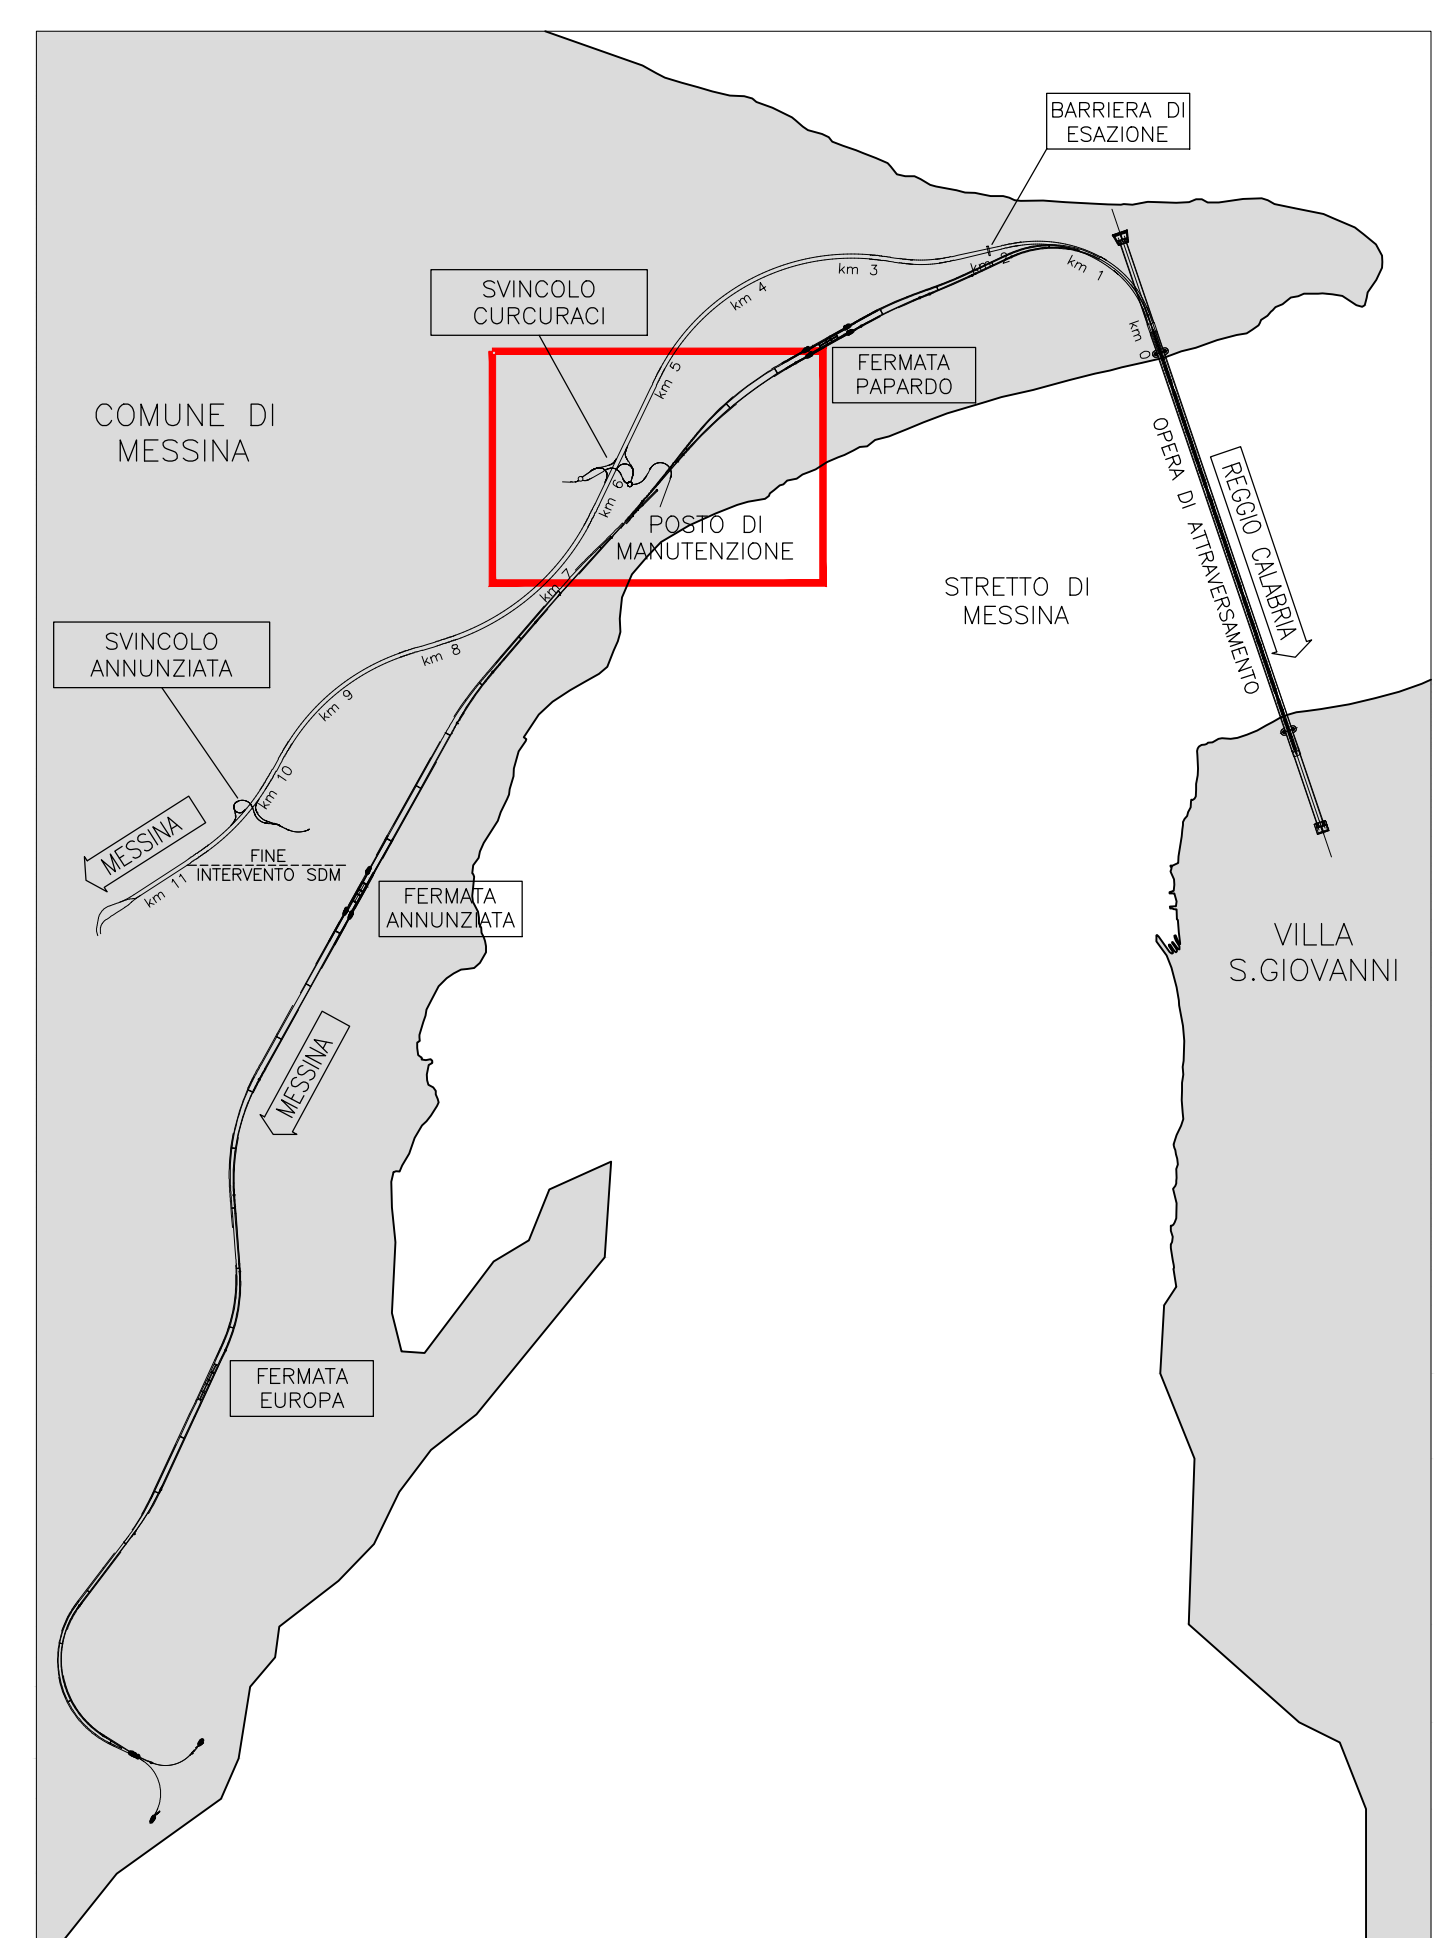 BARRIERA DI
ESAZIONE
SVINCOLO
CURCURACI
km 4
km 3
km 2
km 1
km 0
FERMATA
PAPARDO
km 5
COMUNE DI
MESSINA
km 6
POSTO DI
MANUTENZIONE
OPERA DI ATTRAVERSAMENTO
REGGIO CALABRIA
STRETTO DI
MESSINA
km 7
SVINCOLO
ANNUNZIATA
km 8
km 9
km 10
MESSINA
FINE
INTERVENTO SDM
km 11
FERMATA
ANNUNZIATA
VILLA
S.GIOVANNI
MESSINA
FERMATA
EUROPA